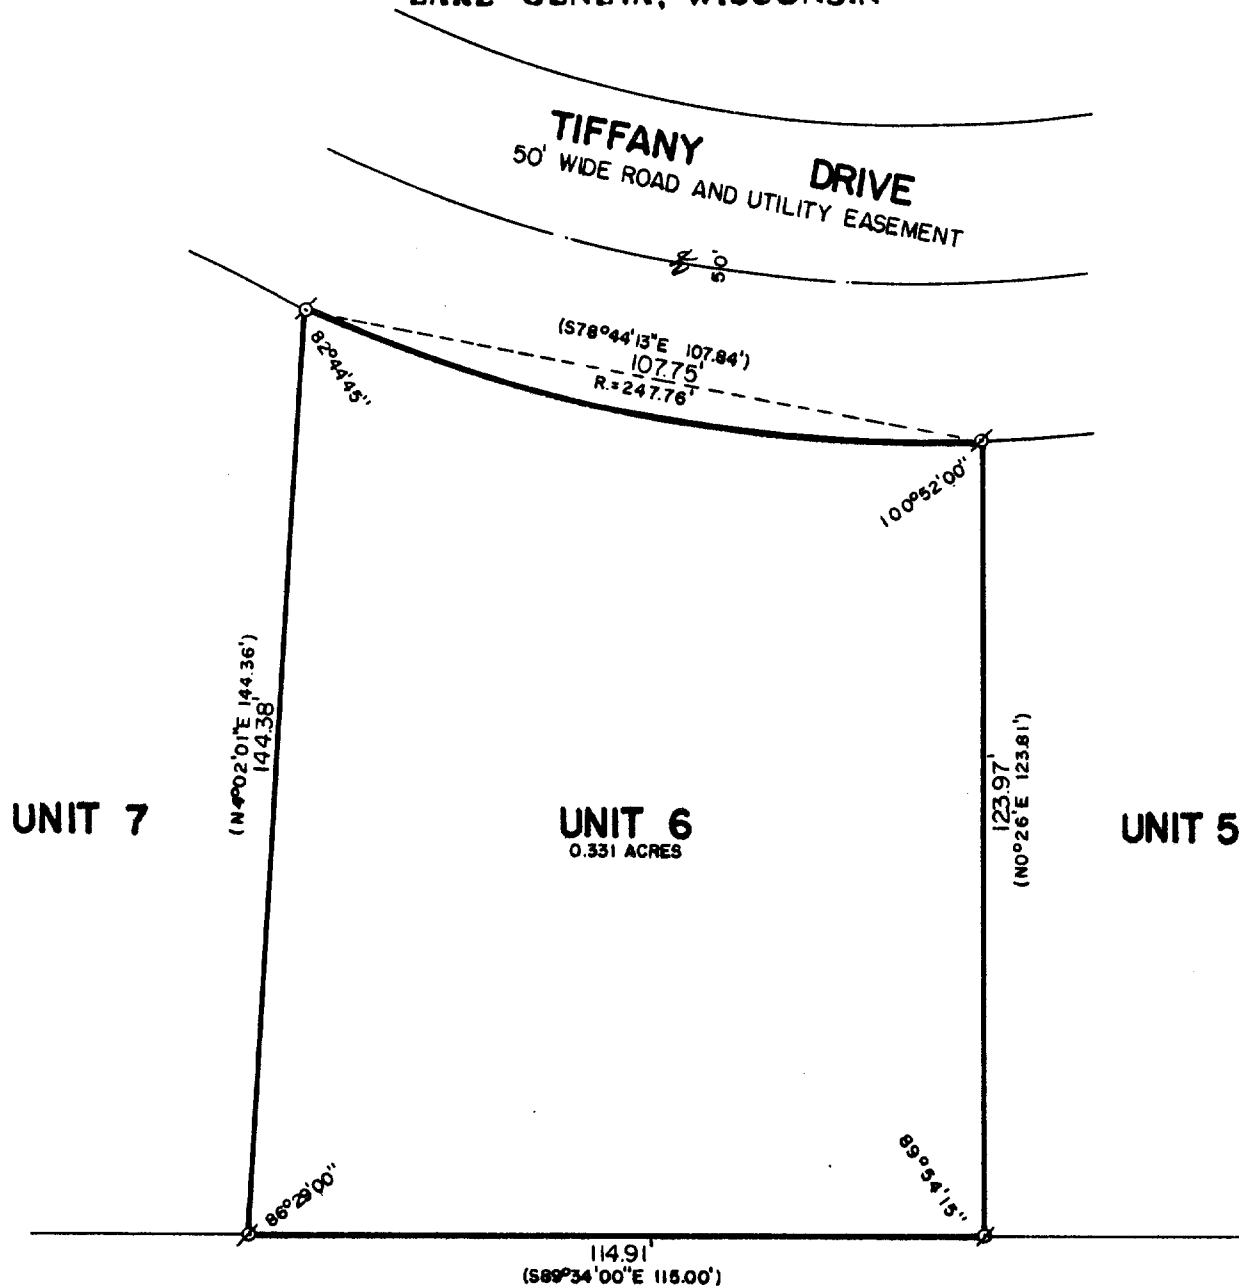 LAKE GENEVA, WISCONSIN
TIFFANY DRIVE
50' WIDE ROAD AND UTILITY EASEMENT
50'
(S78°44'13"E 107.84')
107.75'
R.=247.76'
82°44'45"
100°52'00"
(N4°02'01"E 144.36')
144.38'
123.97'
(N0°26'E 123.81')
UNIT 7
UNIT 6
0.331 ACRES
UNIT 5
86°29'00"
89°54'15"
114.91'
(S89°34'00"E 115.00')